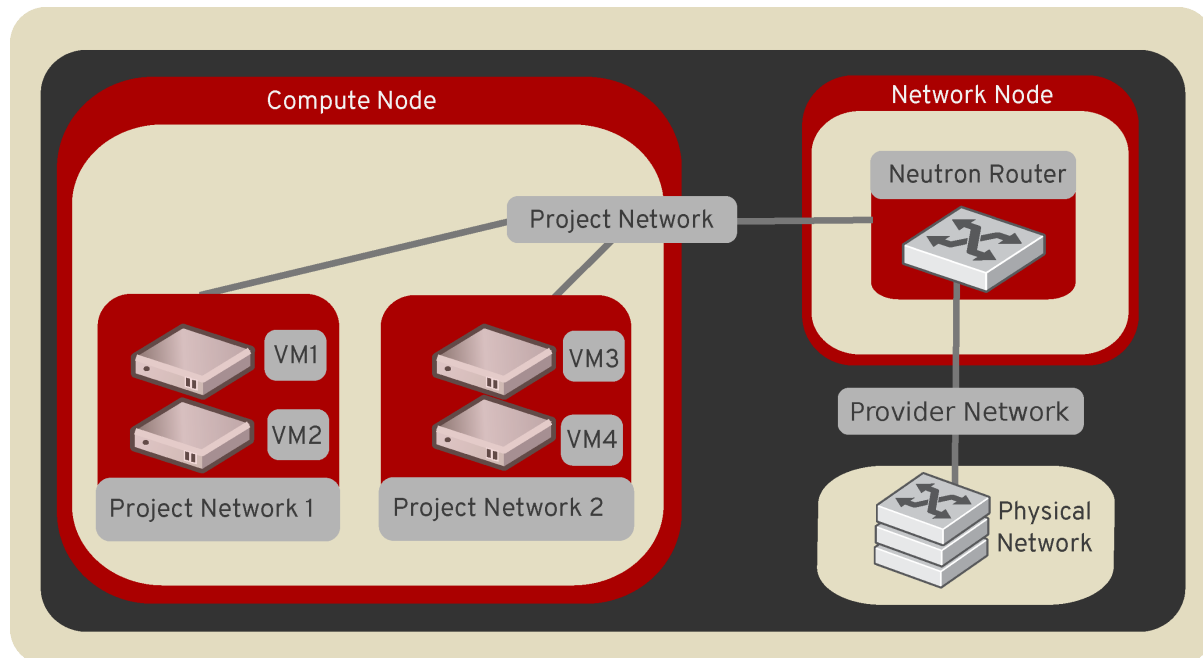 Compute Node
Network Node
Neutron Router
Project Network
VM1
VM3
VM2
VM4
Provider Network
Project Network 1
Project Network 2
Physical
Network